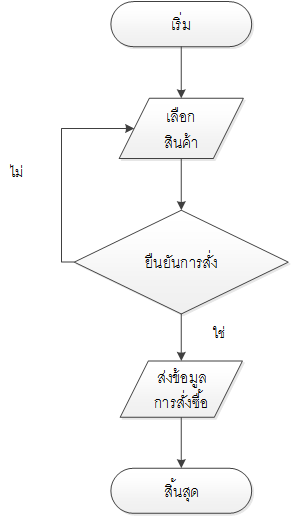 เริ่ม
เลือก
สินค้า
ไม่
ยืนยันการสั่ง
ใช่
ส่งข้อมูล
การสั่งซื้อ
สิ้นสุด